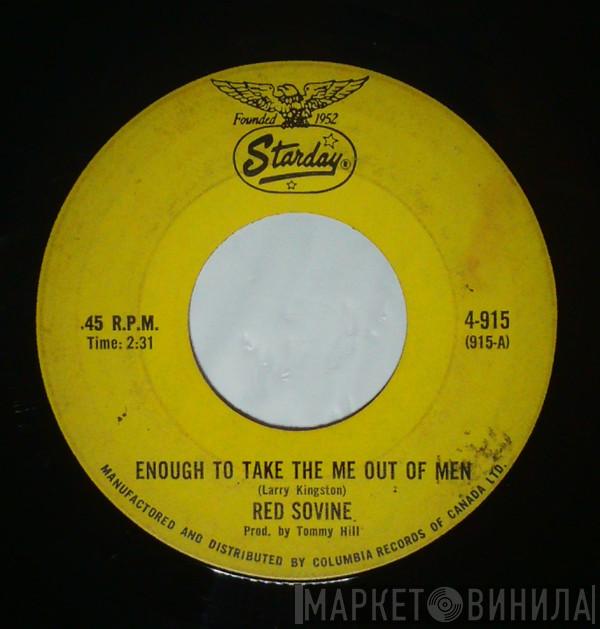 Founded 1952
Starday ®
.45 R.P.M.
Time: 2:31
4-915
(915-A)
ENOUGH TO TAKE THE ME OUT OF MEN
(Larry Kingston)
RED SOVINE
Prod. by Tommy Hill
MANUFACTORED AND DISTRIBUTED BY COLUMBIA RECORDS OF CANADA LTD.
МАРКЕТ ВИНИЛА